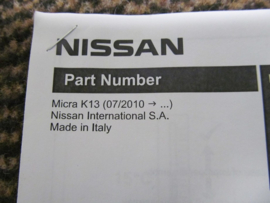 NISSAN
Part Number
Micra K13 (07/2010 → ...)
Nissan International S.A.
Made in Italy